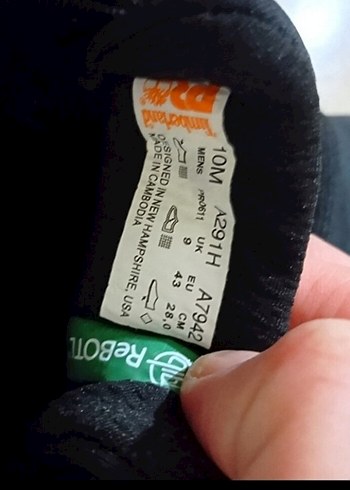 PRO
Timberland
10M A291H A7942
MENS PRO611 UK EU CM
9 43 28,0
DESIGNED IN NEW HAMPSHIRE, USA
MADE IN CAMBODIA
ReBOTL